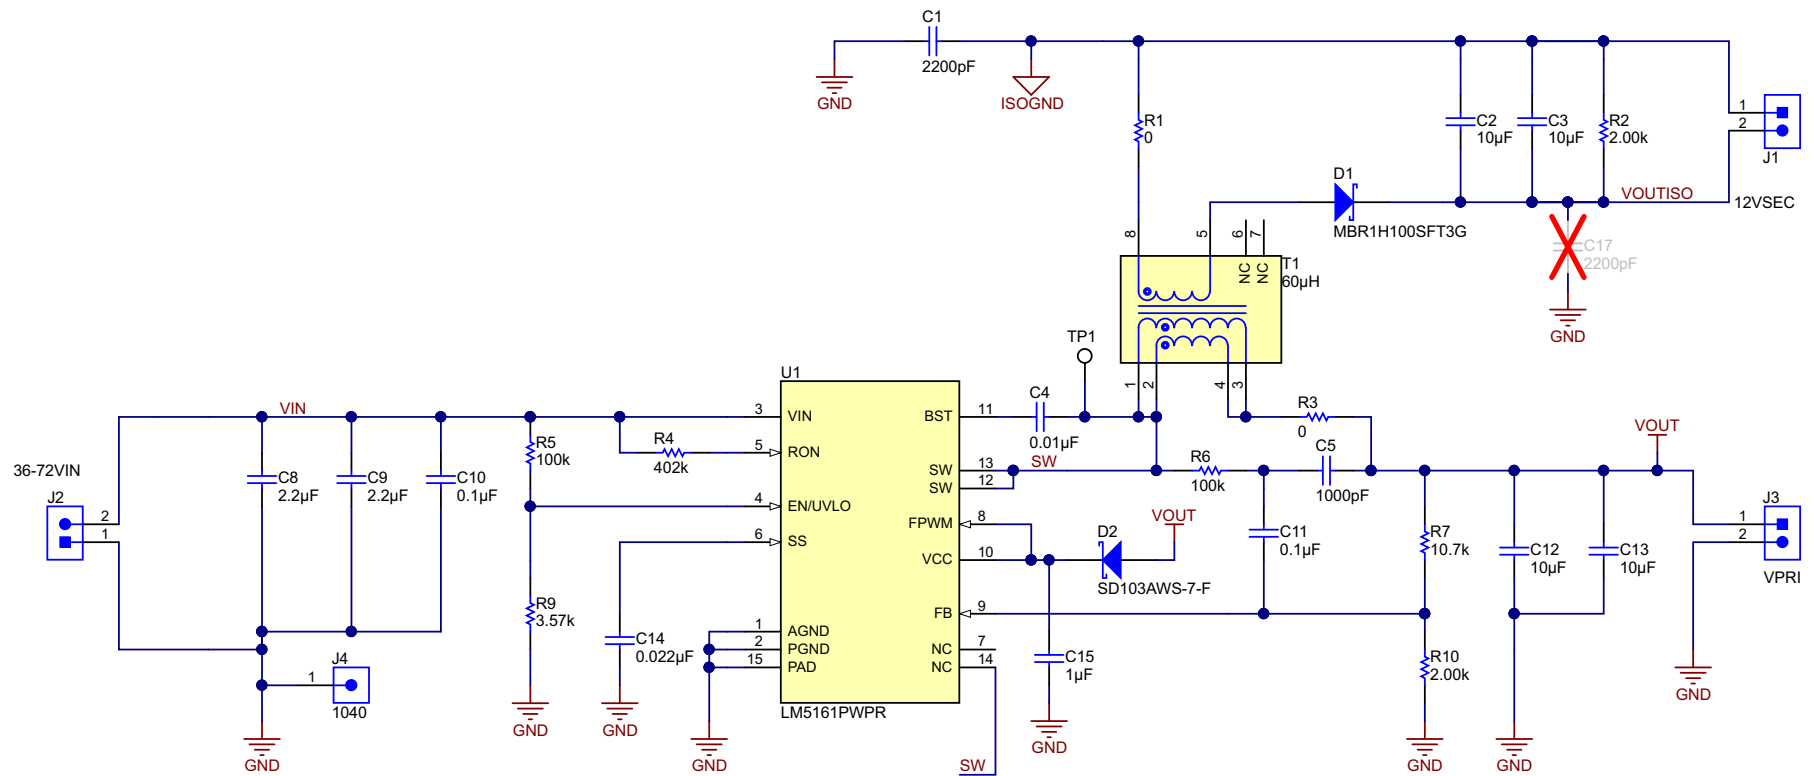 C1
2200pF
GND
ISOGND
R1
0
C2
10µF
C3
10µF
R2
2.00k
1
2
J1
12VSEC
VOUTISO
D1
MBR1H100SFT3G
C17
2200pF
GND
8
5
6
7
NC
NC
T1
60µH
1
2
4
3
TP1
U1
LM5161PWPR
3
VIN
5
RON
4
EN/UVLO
6
SS
1
AGND
2
PGND
15
PAD
BST
11
SW
13
SW
12
FPWM
8
VCC
10
FB
9
NC
7
NC
14
36-72VIN
J2
2
1
VIN
C8
2.2µF
C9
2.2µF
C10
0.1µF
R5
100k
R4
402k
R9
3.57k
C14
0.022µF
J4
1
1040
GND
GND
GND
GND
C4
0.01µF
SW
R3
0
R6
100k
C5
1000pF
VOUT
D2
SD103AWS-7-F
VOUT
C11
0.1µF
R7
10.7k
C12
10µF
C13
10µF
J3
1
2
VPRI
C15
1µF
R10
2.00k
GND
GND
GND
GND
SW